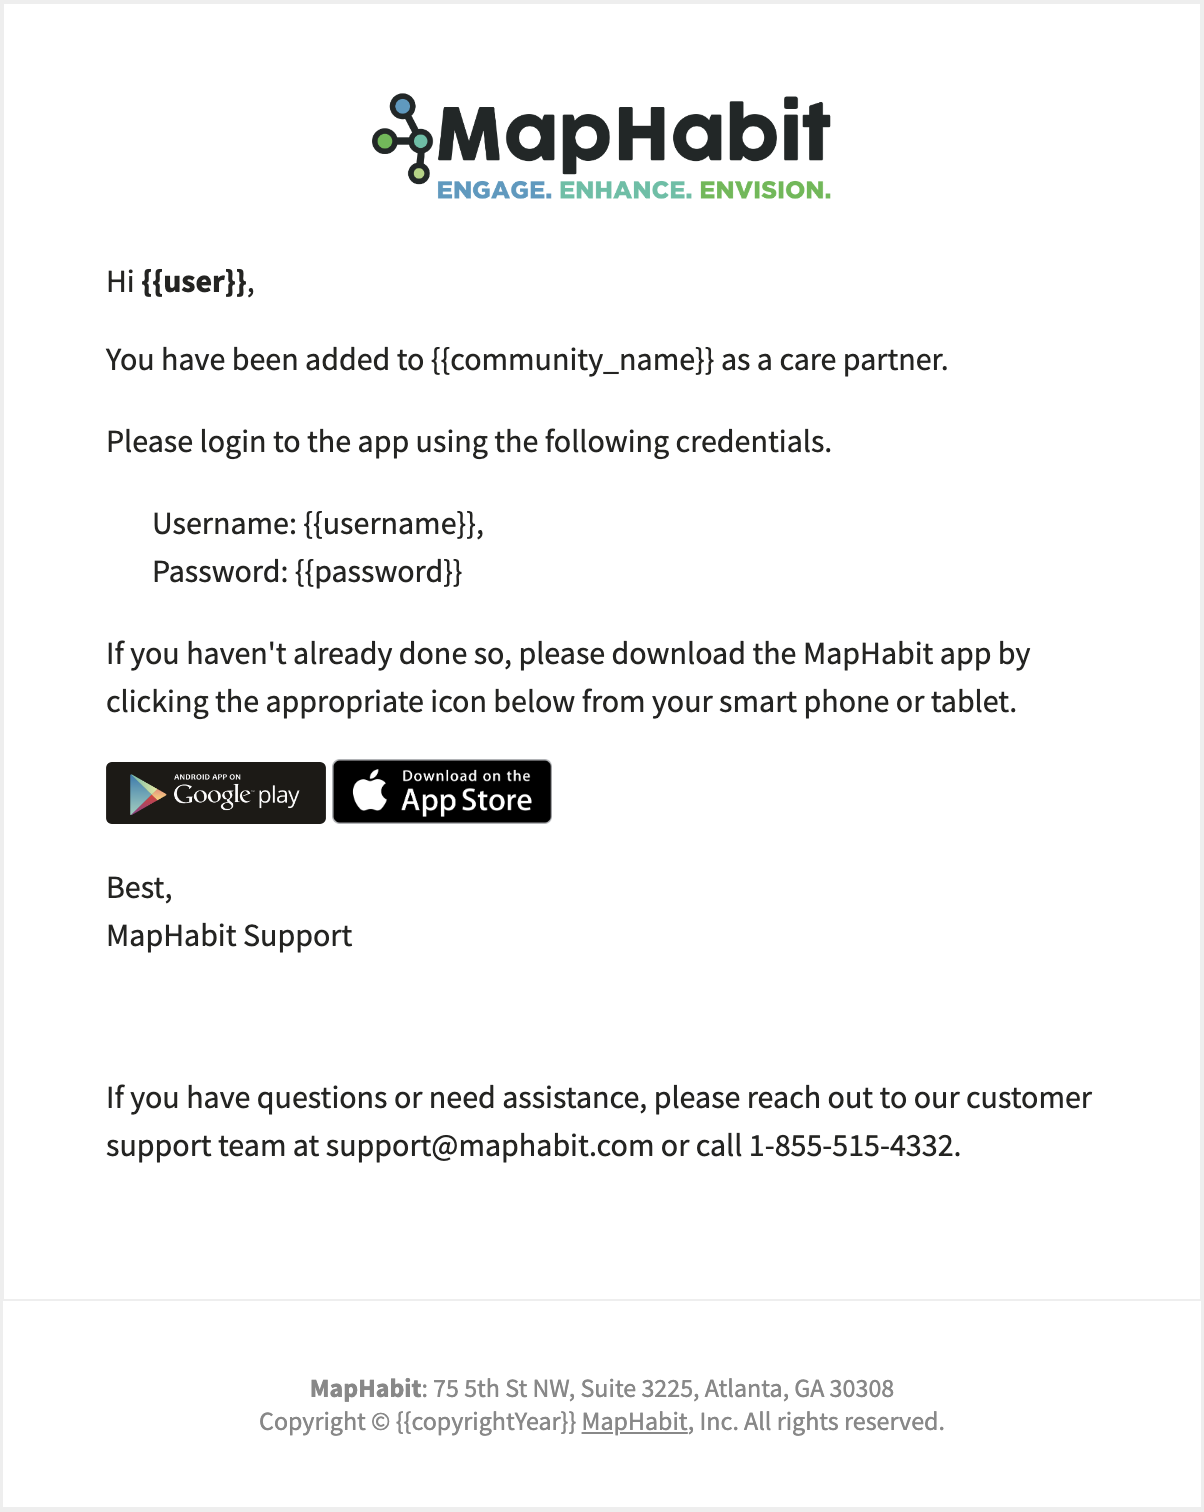 MapHabit
ENGAGE. ENHANCE. ENVISION.
Hi {{user}},
You have been added to {{community_name}} as a care partner.
Please login to the app using the following credentials.
Username: {{username}},
Password: {{password}}
If you haven't already done so, please download the MapHabit app by
clicking the appropriate icon below from your smart phone or tablet.
ANDROID APP ON
Google play
Download on the
App Store
Best,
MapHabit Support
If you have questions or need assistance, please reach out to our customer
support team at support@maphabit.com or call 1-855-515-4332.
MapHabit: 75 5th St NW, Suite 3225, Atlanta, GA 30308
Copyright © {{copyrightYear}} MapHabit, Inc. All rights reserved.